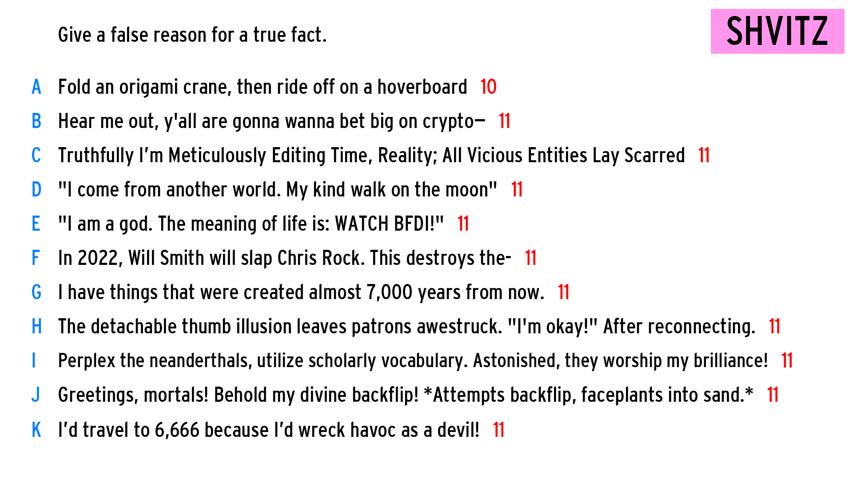 Give a false reason for a true fact.
SHVITZ
A Fold an origami crane, then ride off on a hoverboard 10
B Hear me out, y'all are gonna wanna bet big on crypto— 11
C Truthfully I'm Meticulously Editing Time, Reality; All Vicious Entities Lay Scarred 11
D "I come from another world. My kind walk on the moon" 11
E "I am a god. The meaning of life is: WATCH BFDI!" 11
F In 2022, Will Smith will slap Chris Rock. This destroys the- 11
G I have things that were created almost 7,000 years from now. 11
H The detachable thumb illusion leaves patrons awestruck. "I'm okay!" After reconnecting. 11
I Perplex the neanderthals, utilize scholarly vocabulary. Astonished, they worship my brilliance! 11
J Greetings, mortals! Behold my divine backflip! *Attempts backflip, faceplants into sand.* 11
K I'd travel to 6,666 because I'd wreck havoc as a devil! 11